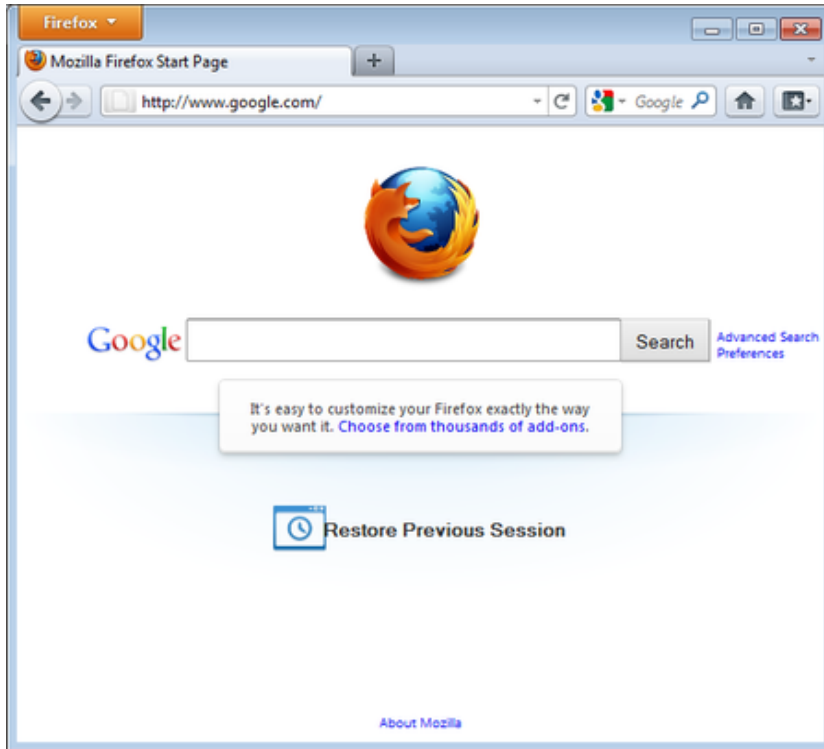 Firefox
Mozilla Firefox Start Page
http://www.google.com/
Google
Google
Search
Advanced Search
Preferences
It's easy to customize your Firefox exactly the way
you want it. Choose from thousands of add-ons.
Restore Previous Session
About Mozilla